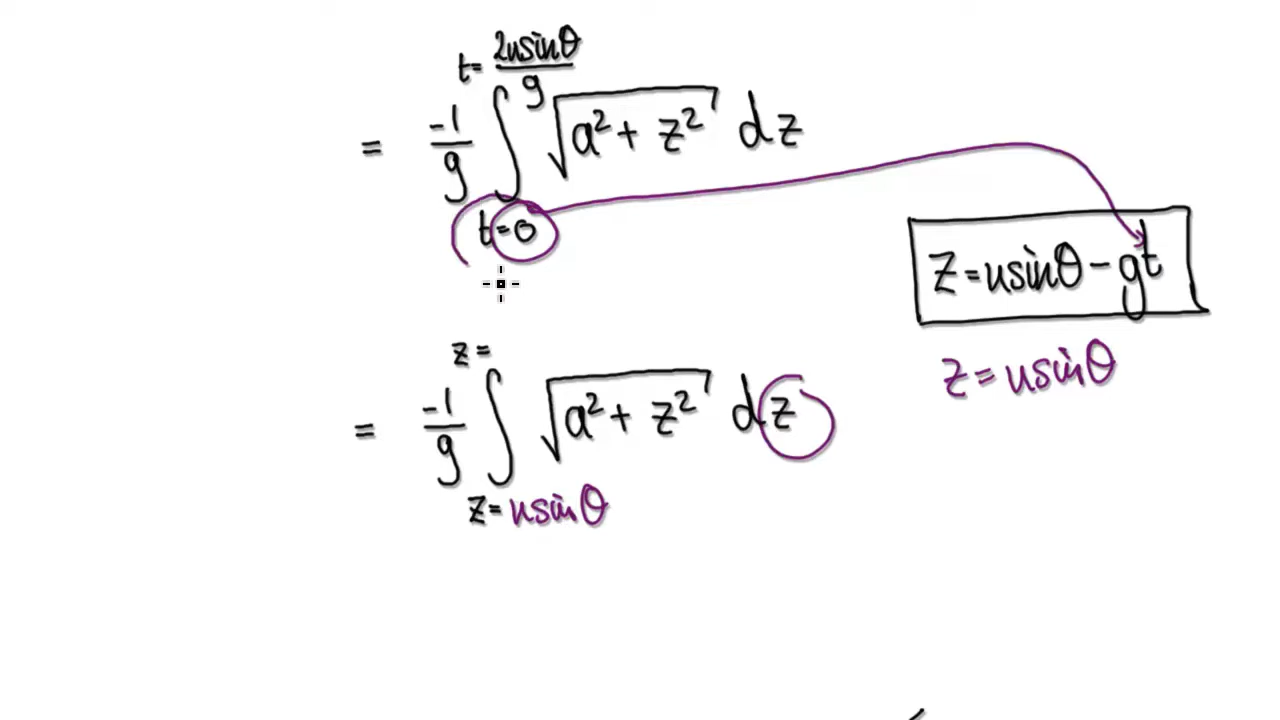 t= 2usinθ/g
= -1/g ∫ √a²+ z² dz
t=0
z=usinθ-gt
z=usinθ
z=
= -1/g ∫ √a²+ z² dz
z= usinθ